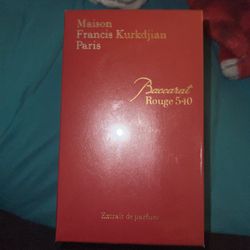 Maison
Francis Kurkdjian
Paris
Baccarat
Rouge 540
Extrait de parfum